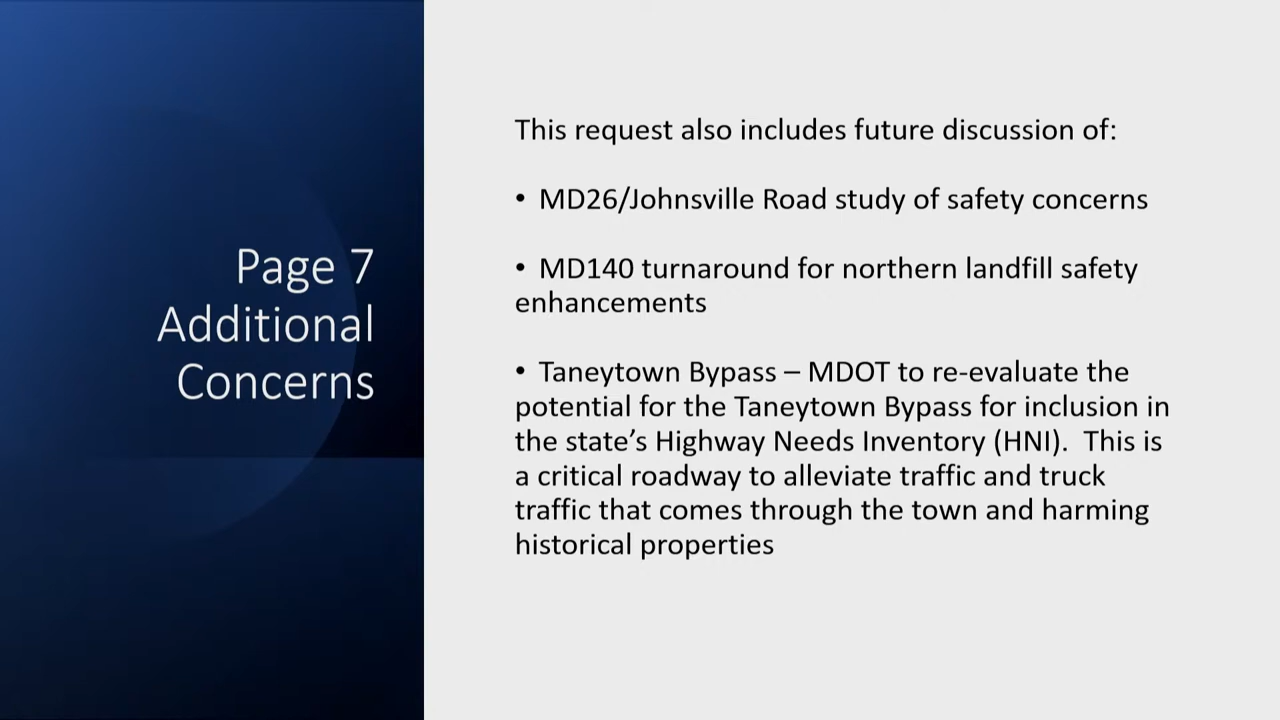 Page 7
Additional
Concerns
This request also includes future discussion of:
• MD26/Johnsville Road study of safety concerns
• MD140 turnaround for northern landfill safety
enhancements
• Taneytown Bypass – MDOT to re-evaluate the
potential for the Taneytown Bypass for inclusion in
the state’s Highway Needs Inventory (HNI).  This is
a critical roadway to alleviate traffic and truck
traffic that comes through the town and harming
historical properties